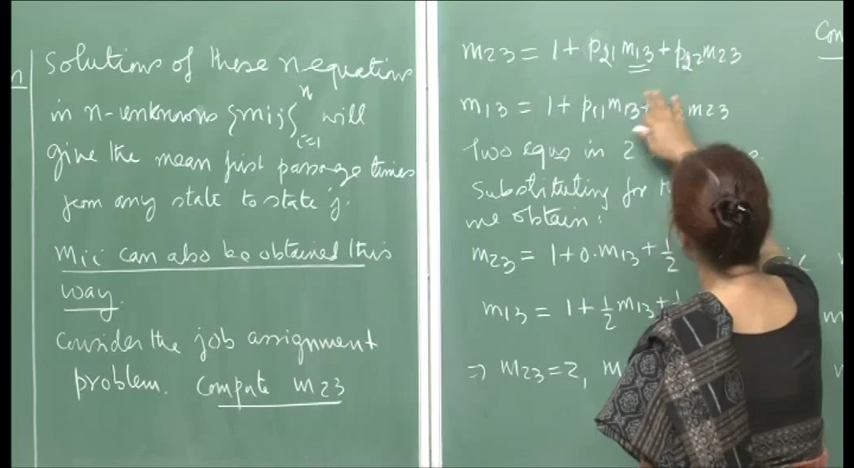 Solutions of these n equations
in n-unknowns {mij}ⁿᵢ₌₁ will
give the mean first passage times
from any state to state j.
mii can also be obtained this
way.
Consider the job assignment
problem. Compute m23
m23 = 1 + p21 m13 + p22 m23
m13 = 1 + p11 m13 + m23
Two equs in 2
Substituting for
we obtain:
m23 = 1 + 0. m13 + 1/2
m13 = 1 + 1/2 m13 +
⇒ m23 = 2, m
Con